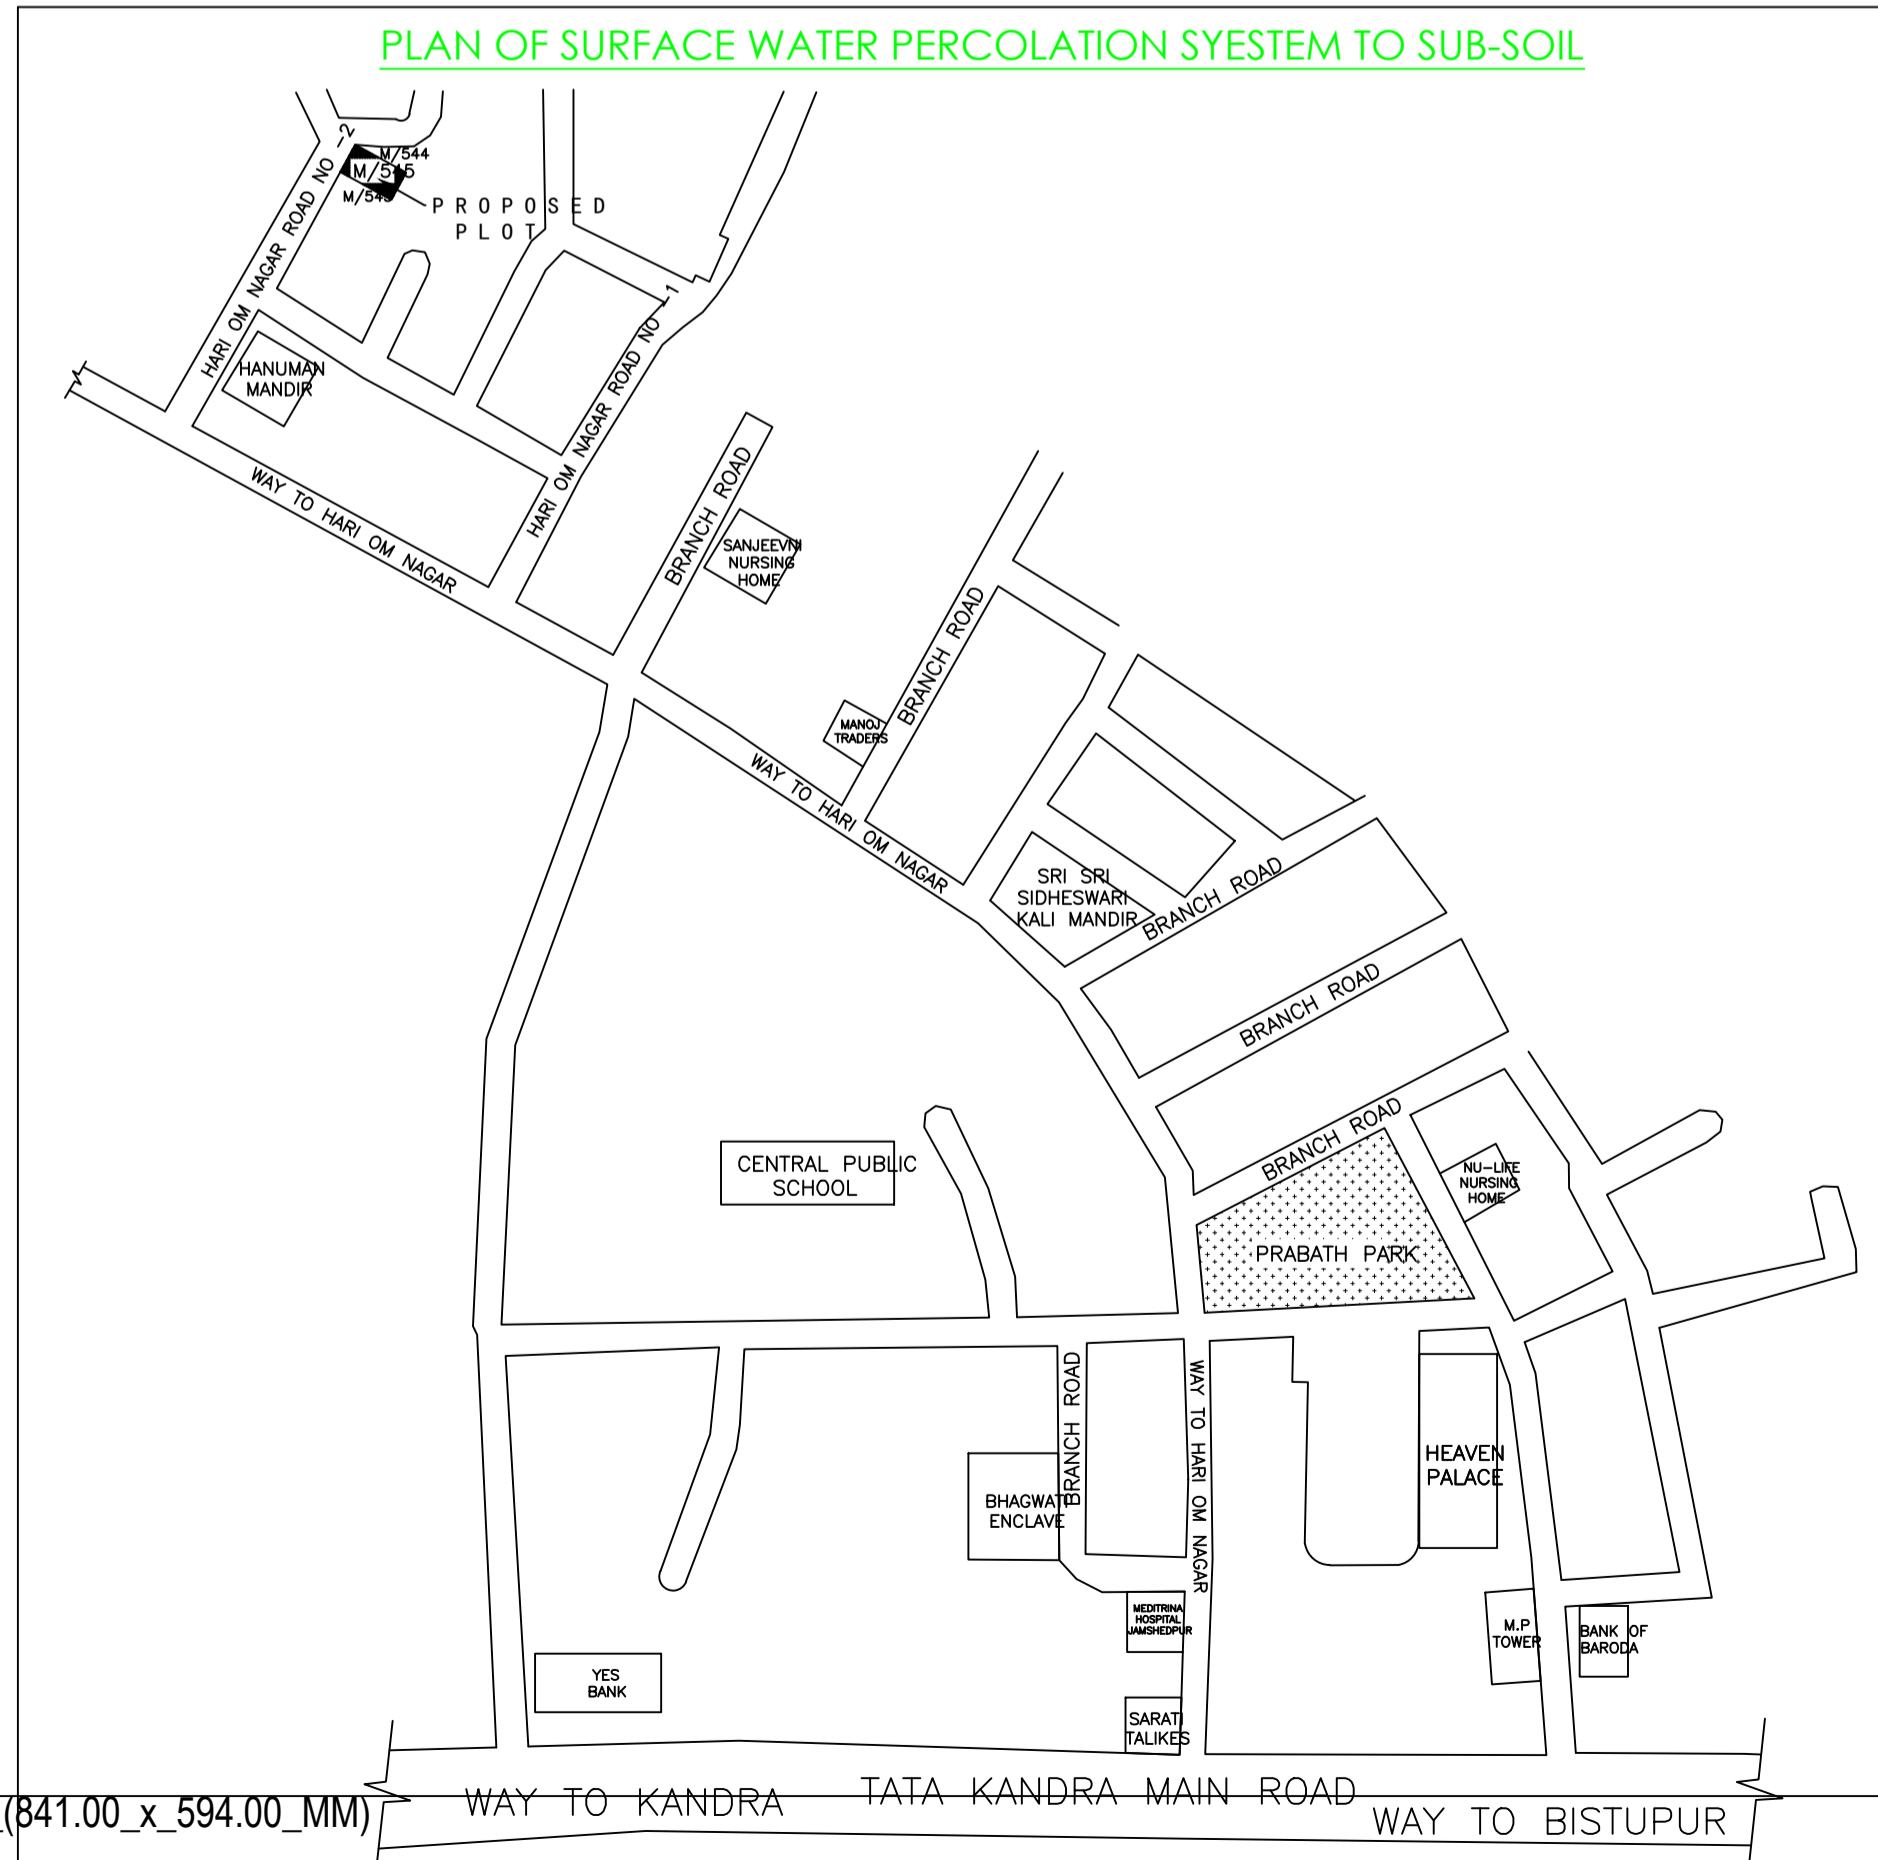 PLAN OF SURFACE WATER PERCOLATION SYESTEM TO SUB-SOIL
M/544
M/545
PROPOSED
PLOT
HARI OM NAGAR ROAD NO -2
HANUMAN
MANDIR
HARI OM NAGAR ROAD NO -1
WAY TO HARI OM NAGAR
BRANCH ROAD
SANJEEVNI
NURSING
HOME
BRANCH ROAD
MANOJ
TRADERS
WAY TO HARI OM NAGAR
SRI SRI
SIDHESWARI
KALI MANDIR
BRANCH ROAD
BRANCH ROAD
BRANCH ROAD
CENTRAL PUBLIC
SCHOOL
NU-LIFE
NURSING
HOME
PRABATH PARK
BRANCH ROAD
WAY TO HARI OM NAGAR
HEAVEN
PALACE
BHAGWATI
ENCLAVE
MEDITRINA
HOSPITAL
JAMSHEDPUR
M.P
TOWER
BANK OF
BARODA
YES
BANK
SARATI
TALIKES
(841.00_x_594.00_MM)
WAY TO KANDRA
TATA KANDRA MAIN ROAD
WAY TO BISTUPUR